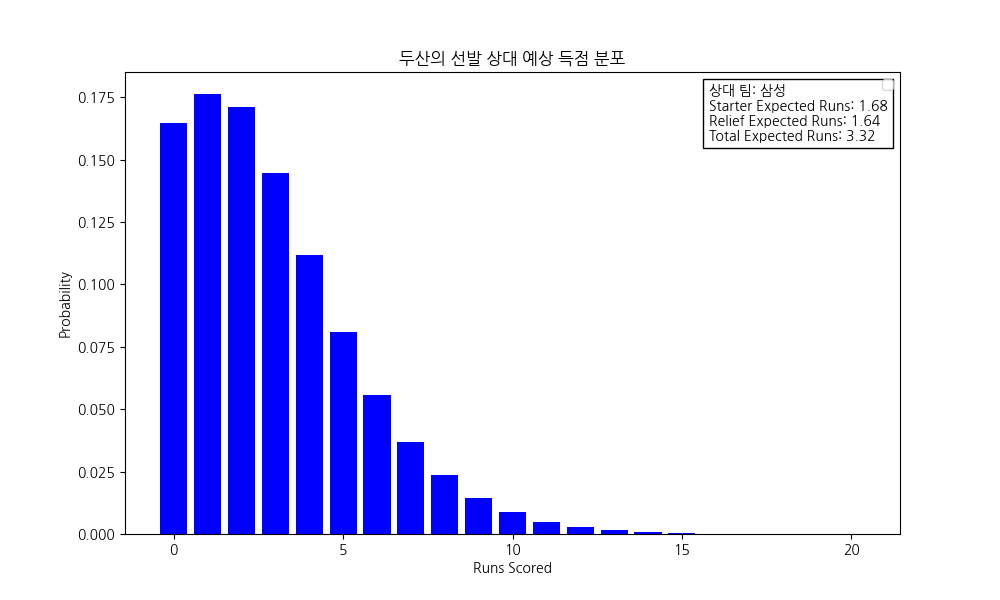 두산의 선발 상대 예상 득점 분포
상대 팀: 삼성
Starter Expected Runs: 1.68
Relief Expected Runs: 1.64
Total Expected Runs: 3.32
0.175
0.150
0.125
0.100
0.075
0.050
0.025
0.000
Probability
0 5 10 15 20
Runs Scored